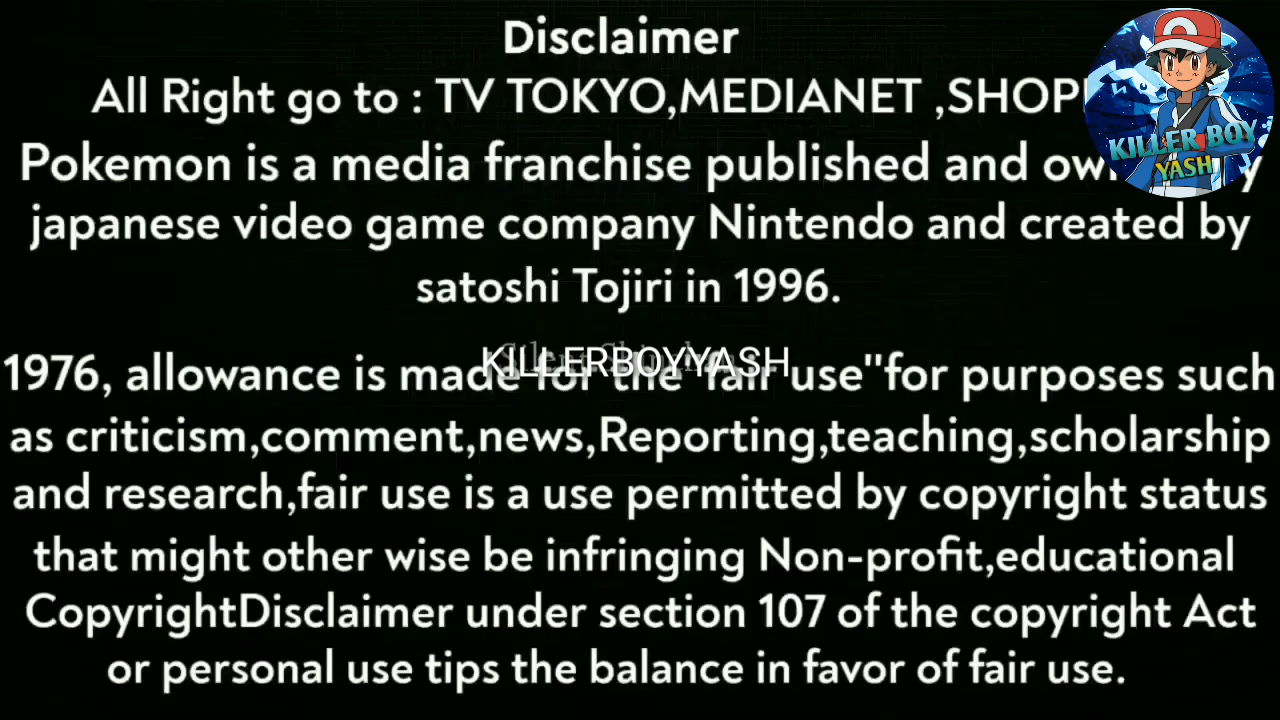 Disclaimer
All Right go to : TV TOKYO,MEDIANET ,SHOP
KILLER BOY
YASH
Pokemon is a media franchise published and
japanese video game company Nintendo and created by
satoshi Tojiri in 1996.
KILLERBOYYASH
1976, allowance is made for the "fair use"for purposes such
as criticism,comment,news,Reporting,teaching,scholarship
and research,fair use is a use permitted by copyright status
that might other wise be infringing Non-profit,educational
CopyrightDisclaimer under section 107 of the copyright Act
or personal use tips the balance in favor of fair use.